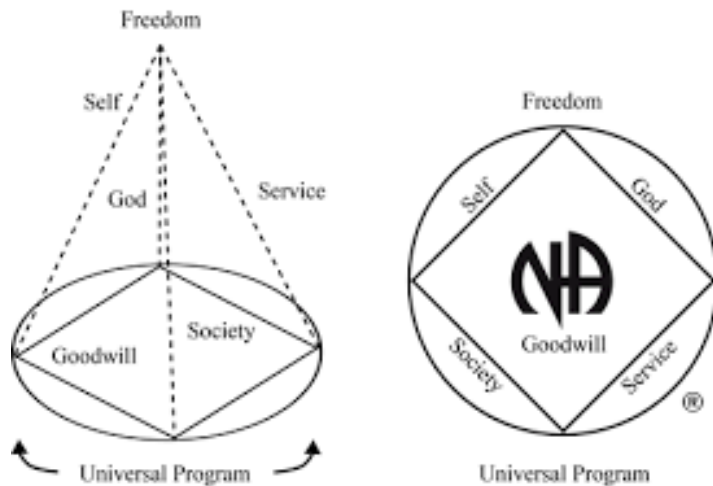 Freedom
Self
God
Service
Society
Goodwill
Universal Program
Freedom
Self
God
NA
Goodwill
Society
Service
®
Universal Program